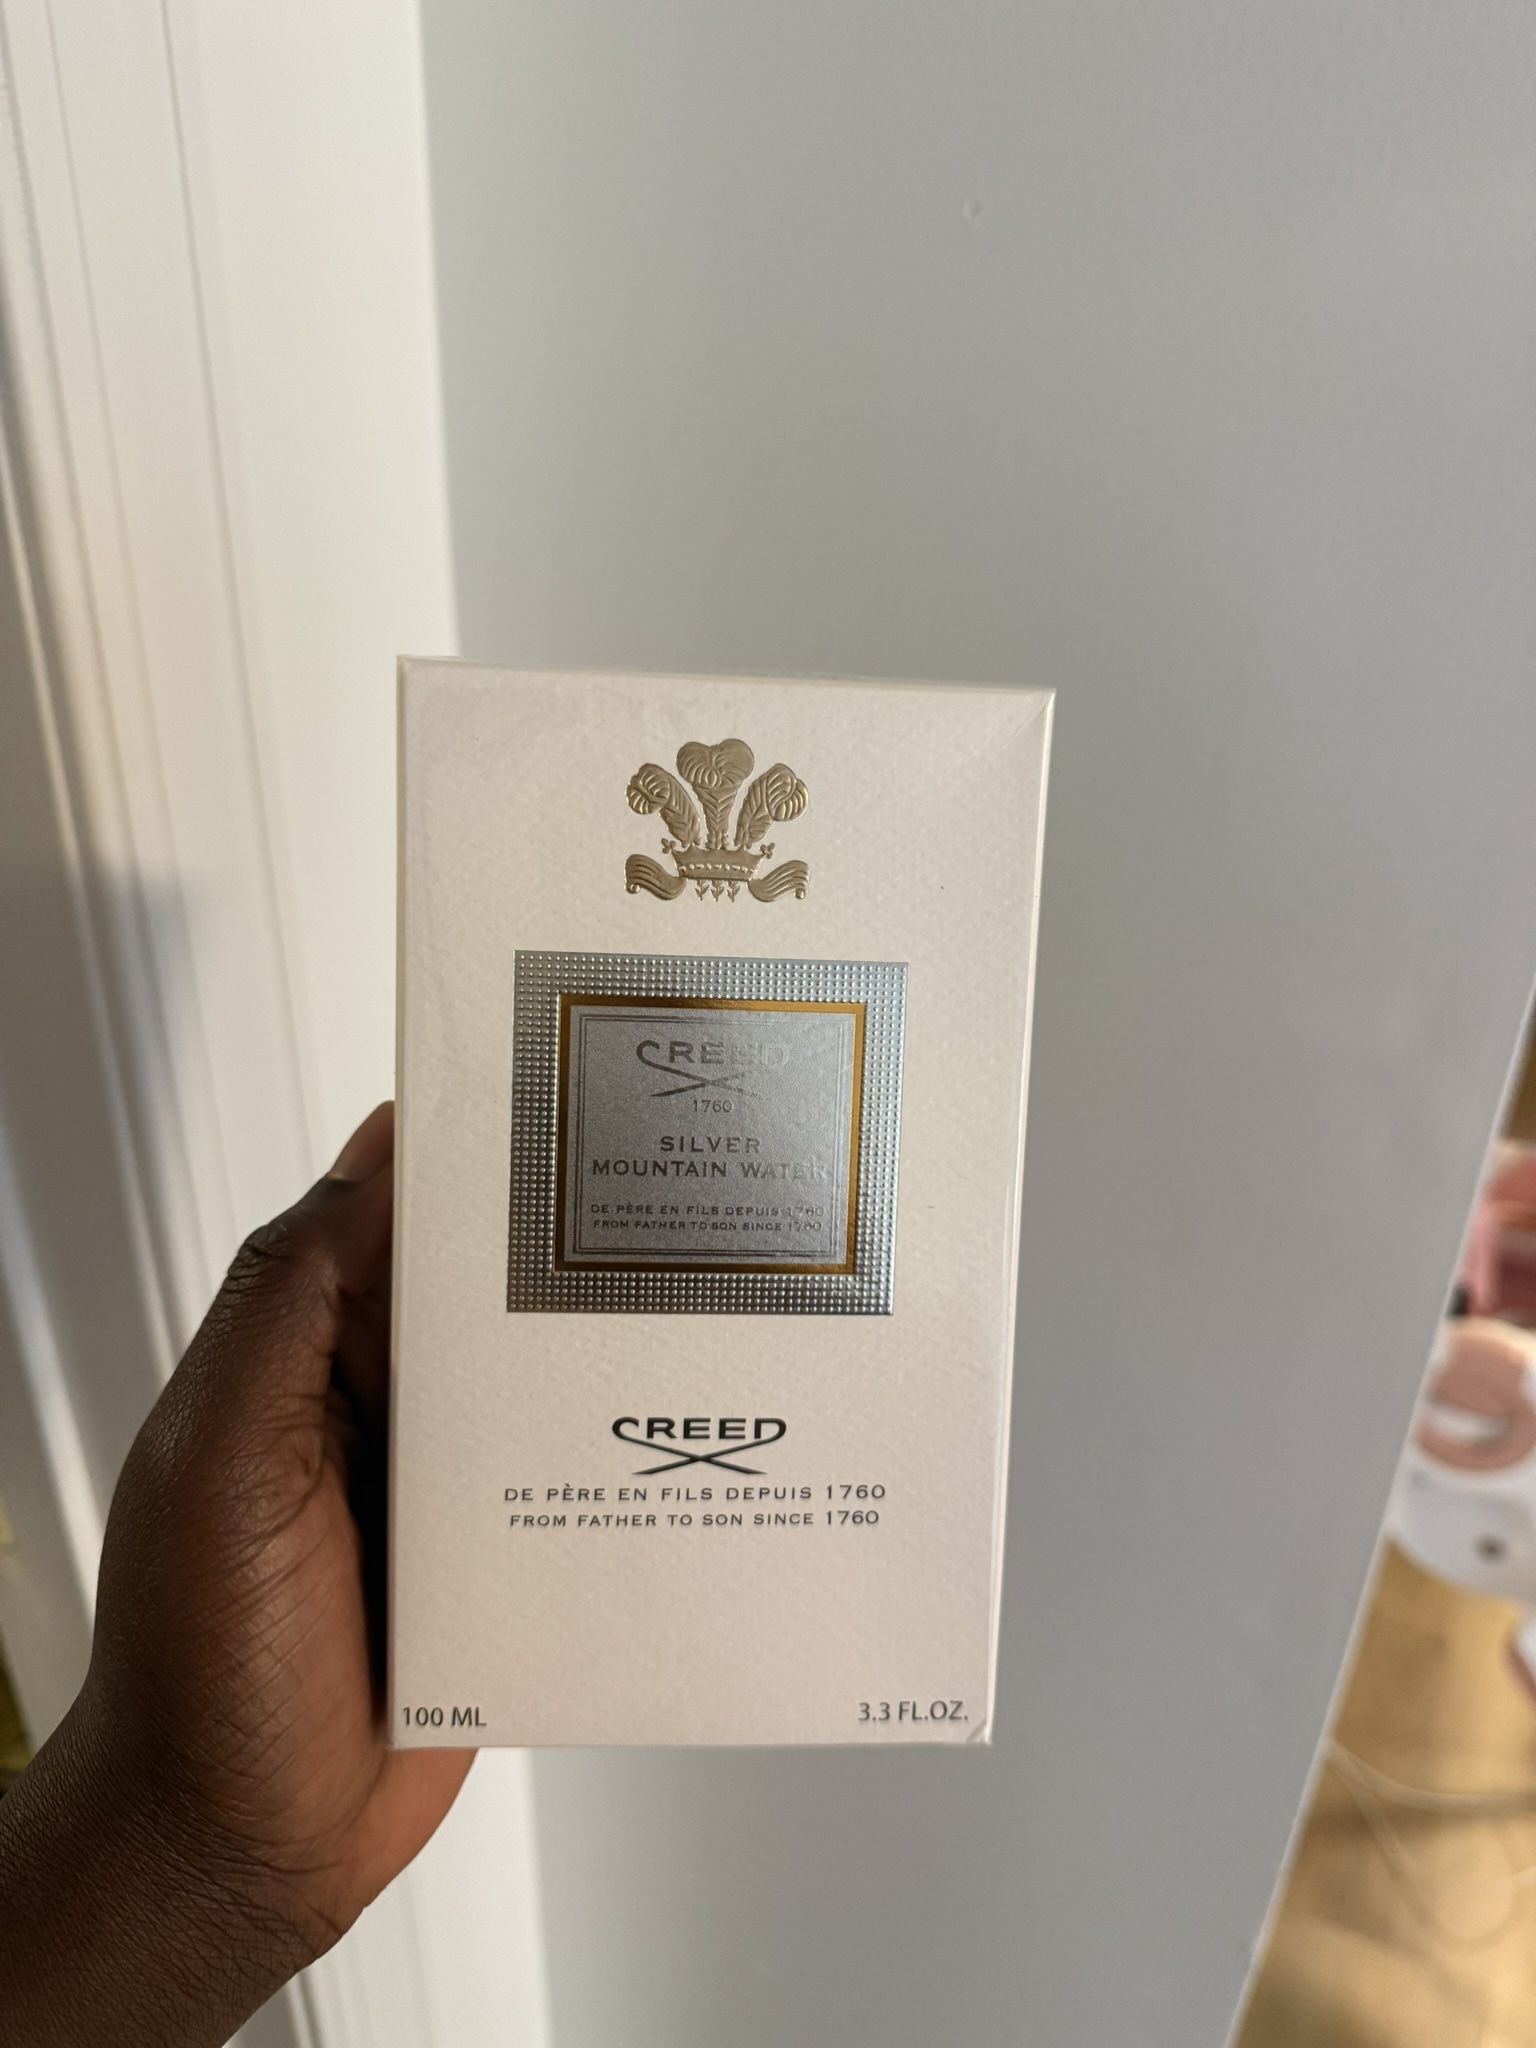 CREED
1760
SILVER
MOUNTAIN WATER
DE PÈRE EN FILS DEPUIS 1760
FROM FATHER TO SON SINCE 1760
CREED
DE PÈRE EN FILS DEPUIS 1760
FROM FATHER TO SON SINCE 1760
100 ML 3.3 FL.OZ.